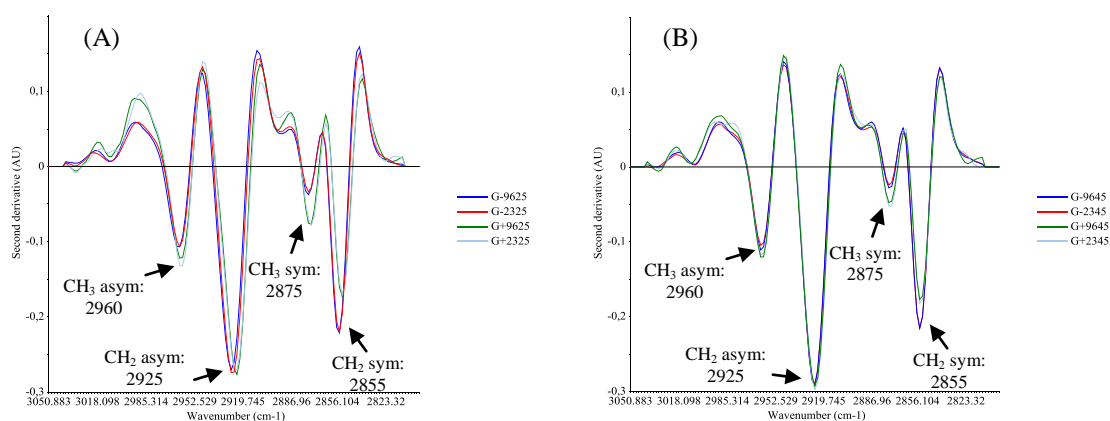 (A)
Second derivative (AU)
0,1
0
-0,1
-0,2
-0,3
CH₃ asym:
2960
CH₂ asym:
2925
CH₃ sym:
2875
CH₂ sym:
2855
3050.883 3018.098 2985.314 2952.529 2919.745 2886.96 2856.104 2823.32
Wavenumber (cm-1)
G-9625
G-2325
G+9625
G+2325
(B)
Second derivative (AU)
0,1
0
-0,1
-0,2
-0,3
CH₃ asym:
2960
CH₂ asym:
2925
CH₃ sym:
2875
CH₂ sym:
2855
3050.883 3018.098 2985.314 2952.529 2919.745 2886.96 2856.104 2823.32
Wavenumber (cm-1)
G-9645
G-2345
G+9645
G+2345